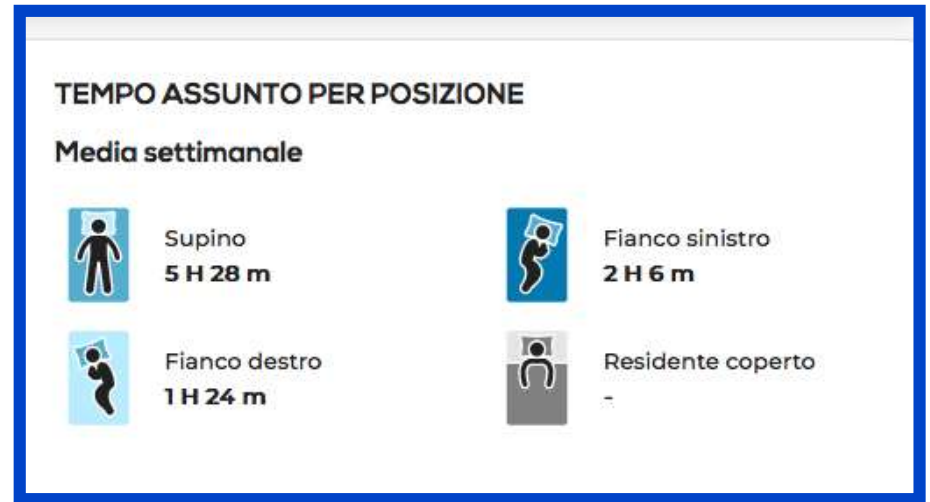 TEMPO ASSUNTO PER POSIZIONE
Media settimanale
Supino
5 H 28 m
Fianco sinistro
2 H 6 m
Fianco destro
1 H 24 m
Residente coperto
-